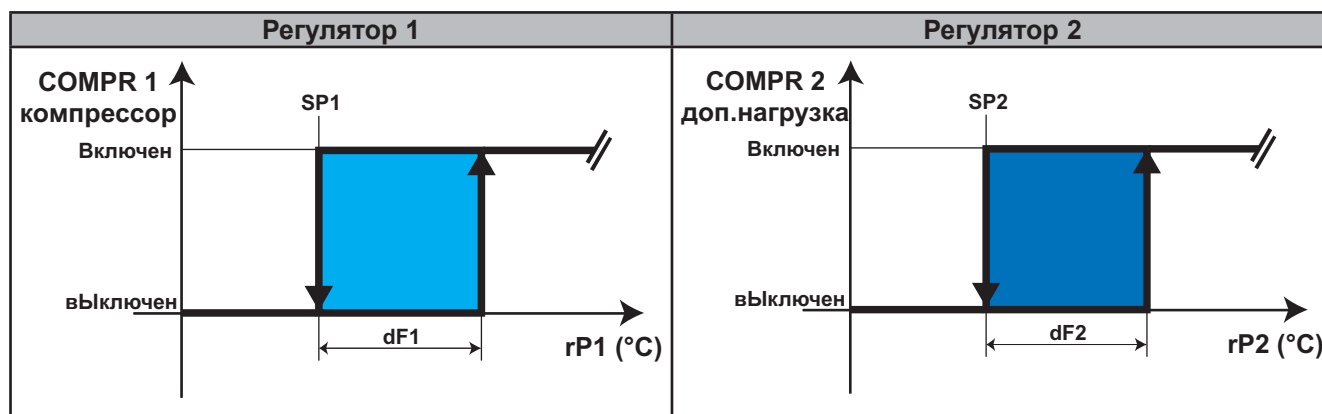 Регулятор 1
COMPR 1
компрессор
SP1
Включен
вЫключен
dF1
rP1 (°C)
Регулятор 2
COMPR 2
доп.нагрузка
SP2
Включен
вЫключен
dF2
rP2 (°C)